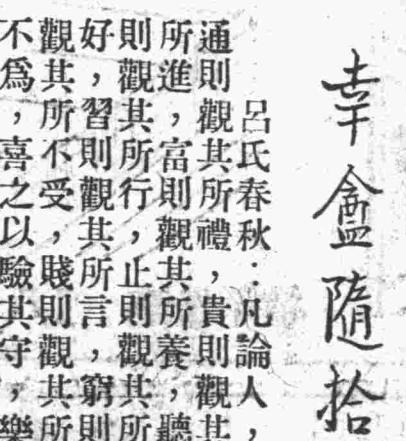 幸盦隨拾
呂氏春秋：凡論人，
通則觀其所禮，貴則觀其
所進，富則觀其所養，聽
則觀其所行，止則觀其所
好，習則觀其所言，窮則
觀其所不受，賤則觀其所
不爲，喜之以驗其守，樂